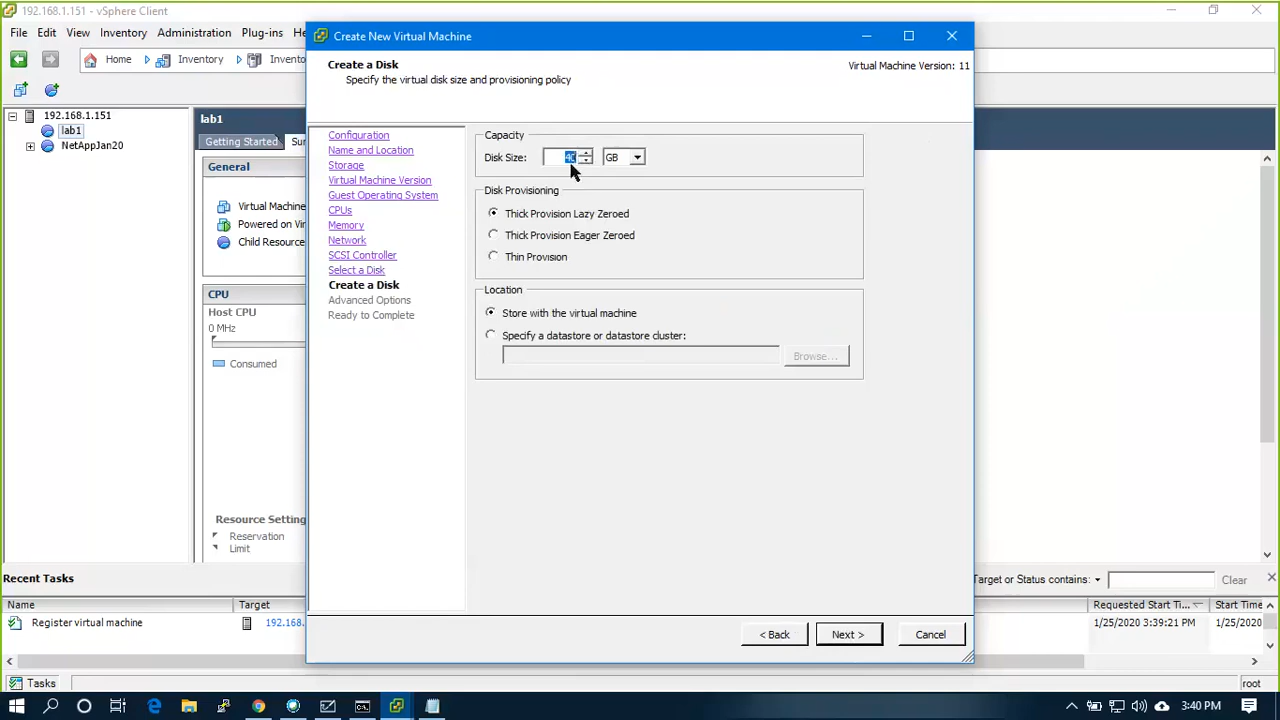 192.168.1.151 - vSphere Client
File Edit View Inventory Administration Plug-ins
Home Inventory
192.168.1.151
lab1
NetAppJan20
lab1
Getting Started
General
Virtual Machine
Powered on
Child Resource
CPU
Host CPU
0 MHz
Consumed
Resource
Reservation
Limit
Create New Virtual Machine
Create a Disk
Specify the virtual disk size and provisioning policy
Virtual Machine Version: 11
Configuration
Name and Location
Storage
Virtual Machine Version
Guest Operating System
CPUs
Memory
Network
SCSI Controller
Select a Disk
Create a Disk
Advanced Options
Ready to Complete
Capacity
Disk Size: 40 GB
Disk Provisioning
Thick Provision Lazy Zeroed
Thick Provision Eager Zeroed
Thin Provision
Location
Store with the virtual machine
Specify a datastore or datastore cluster:
Browse...
< Back Next > Cancel
Recent Tasks
Target or Status contains: Clear
Name Target Requested Start Ti... Start Time
Register virtual machine 192.168. 1/25/2020 3:39:21 PM 1/25/2020
Tasks root
3:40 PM